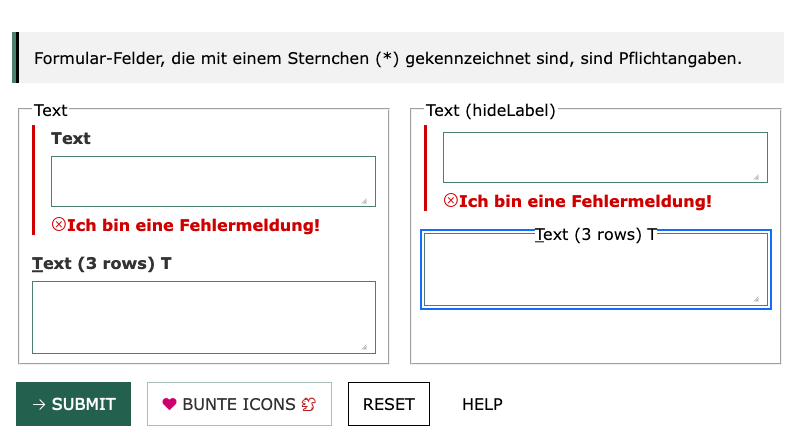 Formular-Felder, die mit einem Sternchen (*) gekennzeichnet sind, sind Pflichtangaben.
Text
Text
Ich bin eine Fehlermeldung!
Text (3 rows) T
Text (hideLabel)
Ich bin eine Fehlermeldung!
Text (3 rows) T
SUBMIT
BUNTE ICONS
RESET
HELP